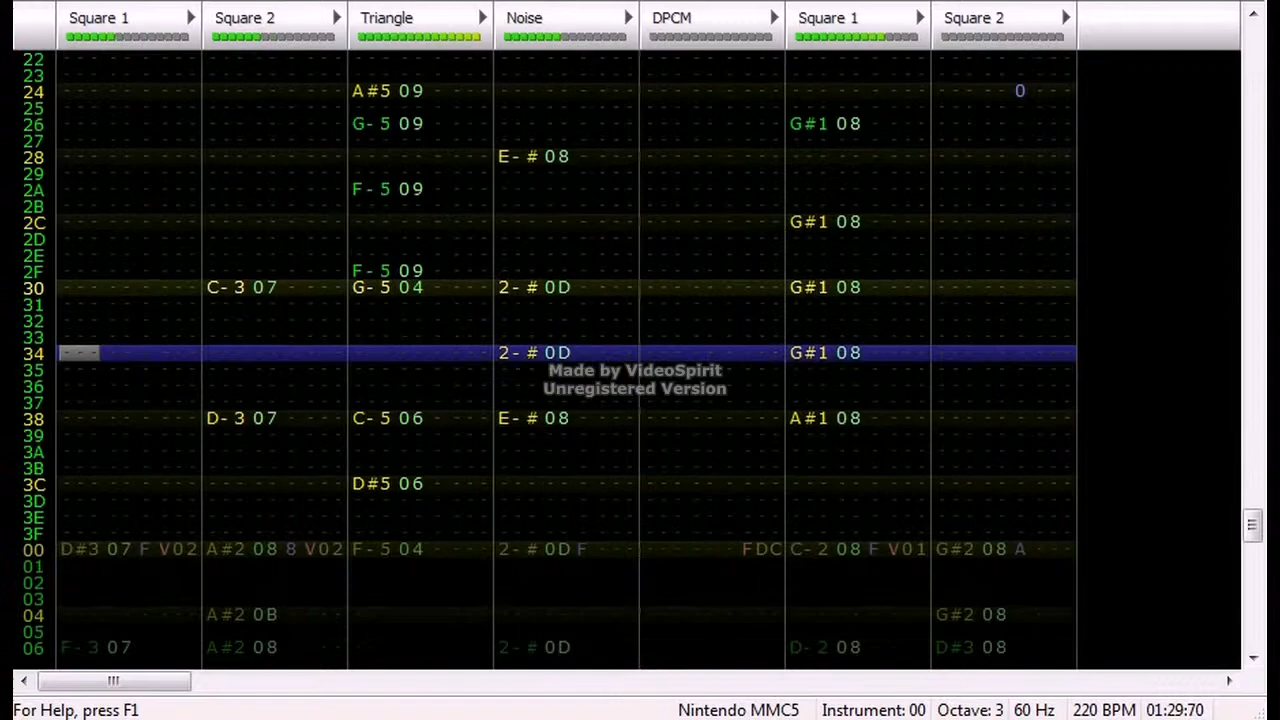 Square 1 Square 2 Triangle Noise DPCM Square 1 Square 2
22
23
24 A#5 09 0
25
26 G-5 09 G#1 08
27
28 E-# 08
29
2A F-5 09
2B
2C G#1 08
2D
2E
2F F-5 09
30 C-3 07 G-5 04 2-# 0D G#1 08
31
32
33
34 --- 2-# 0D G#1 08
35
Made by VideoSpirit
36
Unregistered Version
37
38 D-3 07 C-5 06 E-# 08 A#1 08
39
3A
3B
3C D#5 06
3D
3E
3F
00 D#3 07 F V02 A#2 08 8 V02 F-5 04 2-# 0D F FDC C-2 08 F V01 G#2 08 A
01
02
03
04 A#2 0B G#2 08
05
06 F-3 07 A#2 08 2-# 0D D-2 08 D#3 08
For Help, press F1 Nintendo MMC5 Instrument: 00 Octave: 3 60 Hz 220 BPM 01:29:70